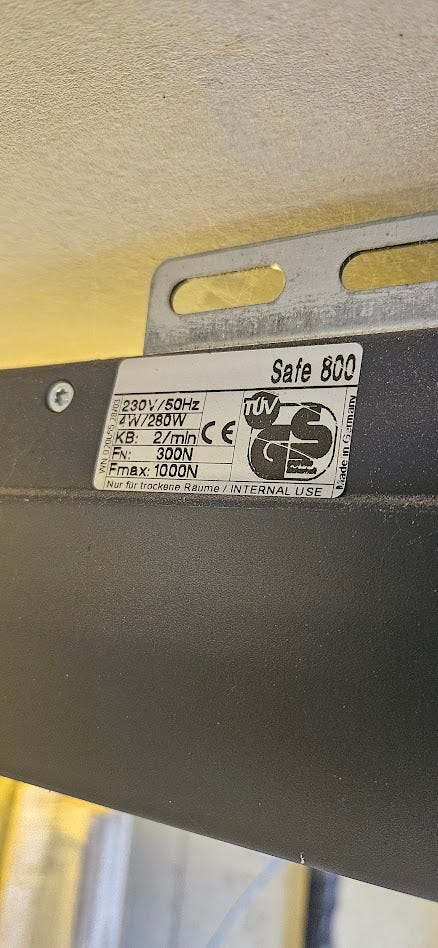 Safe 800
230V/50Hz
4W/280W
KB: 2/min
FN: 300N
Fmax: 1000N
CE
TÜV
GS
Made in Germany
Nur für trockene Räume / INTERNAL USE